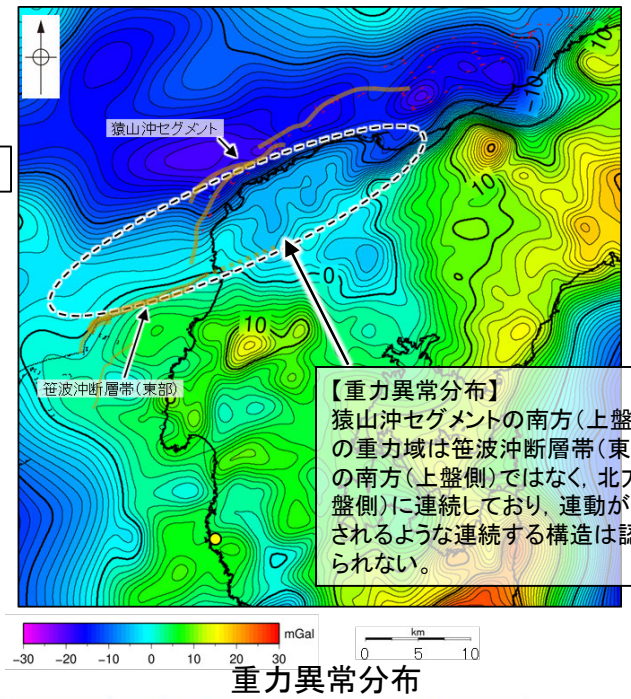 10
-10
猿山沖セグメント
10
0
10
笹波沖断層帯(東部)
【重力異常分布】
猿山沖セグメントの南方(上盤
の重力域は笹波沖断層帯(東
の南方(上盤側)ではなく, 北方
盤側)に連続しており, 連動が
されるような連続する構造は認
られない。
mGal
-30 -20 -10 0 10 20 30
km
0 5 10
重力異常分布